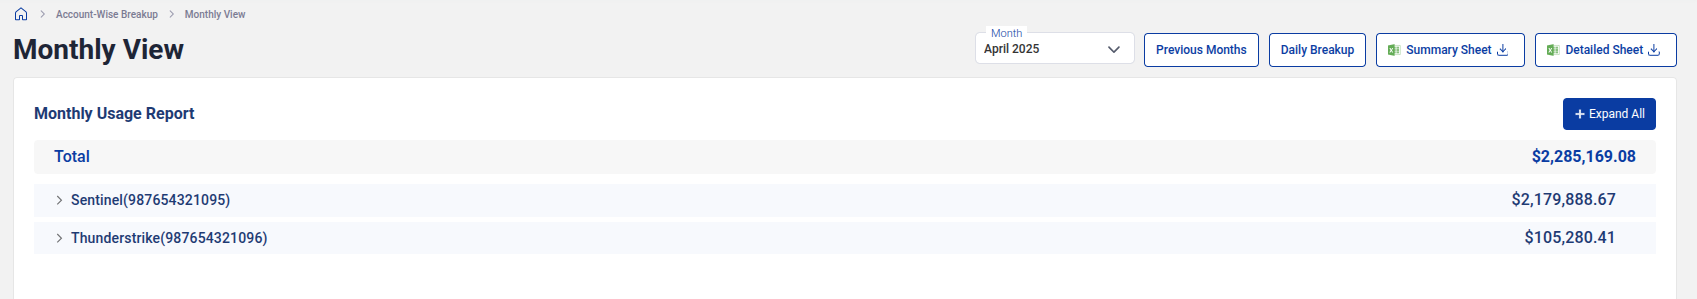 Account-Wise Breakup Monthly View
Monthly View
Month
April 2025
Previous Months
Daily Breakup
Summary Sheet
Detailed Sheet
Monthly Usage Report
+ Expand All
Total $2,285,169.08
Sentinel(987654321095) $2,179,888.67
Thunderstrike(987654321096) $105,280.41